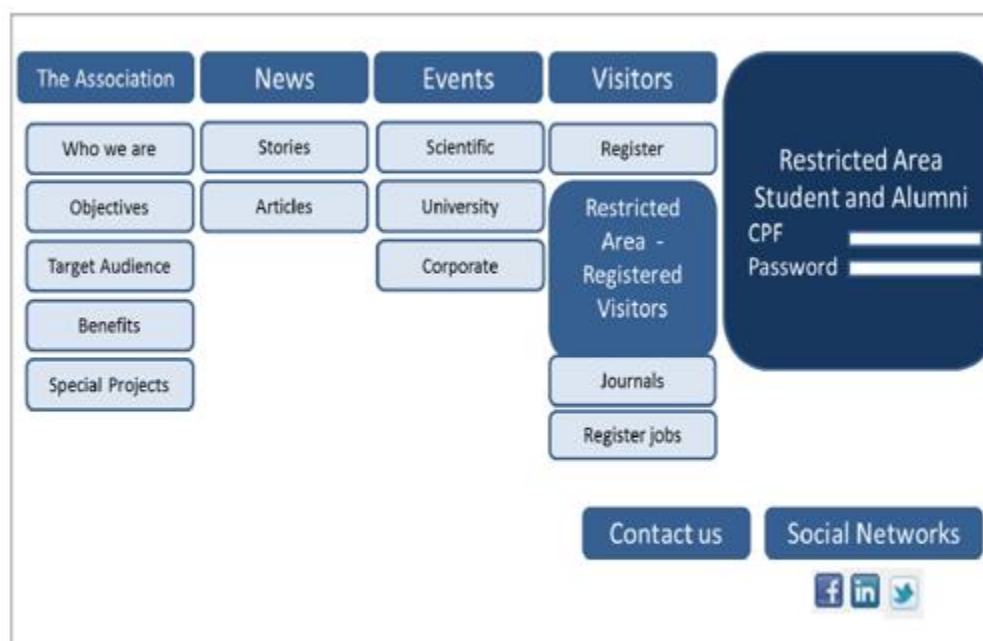 The Association
Who we are
Objectives
Target Audience
Benefits
Special Projects
News
Stories
Articles
Events
Scientific
University
Corporate
Visitors
Register
Restricted
Area -
Registered
Visitors
Journals
Register jobs
Restricted Area
Student and Alumni
CPF
Password
Contact us
Social Networks
f
in